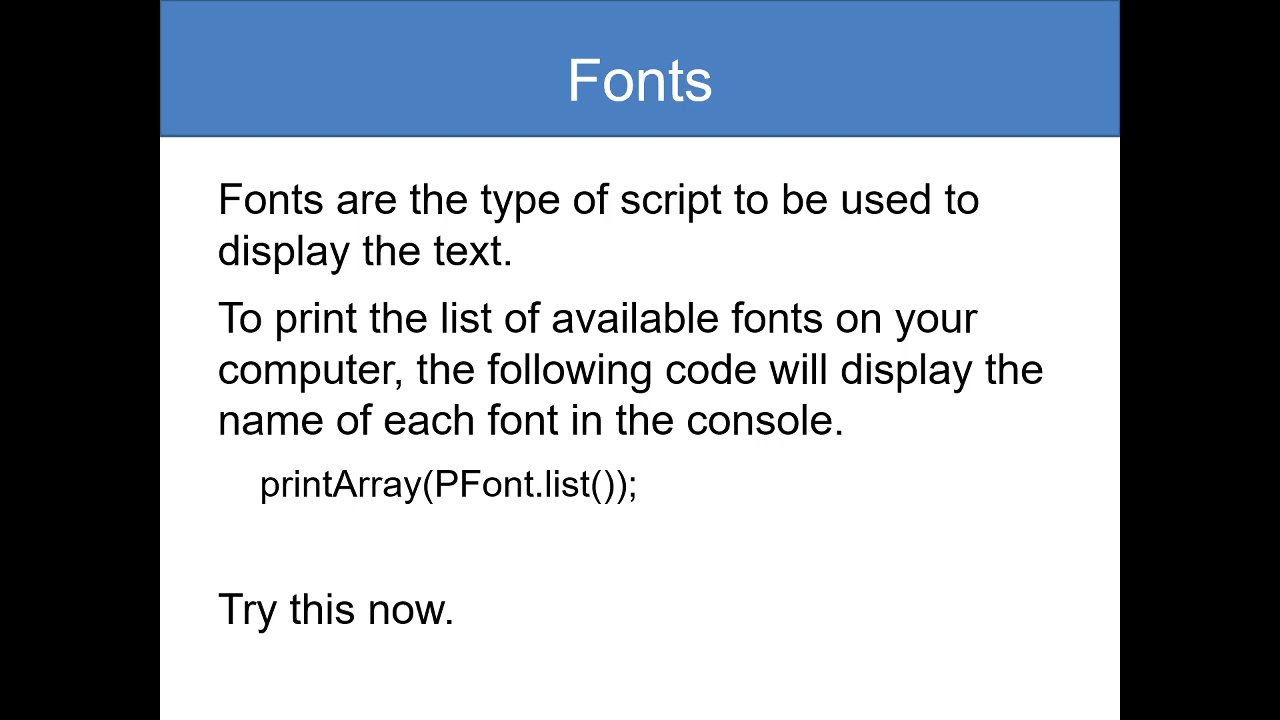 Fonts
Fonts are the type of script to be used to
display the text.
To print the list of available fonts on your
computer, the following code will display the
name of each font in the console.
printArray(PFont.list());
Try this now.